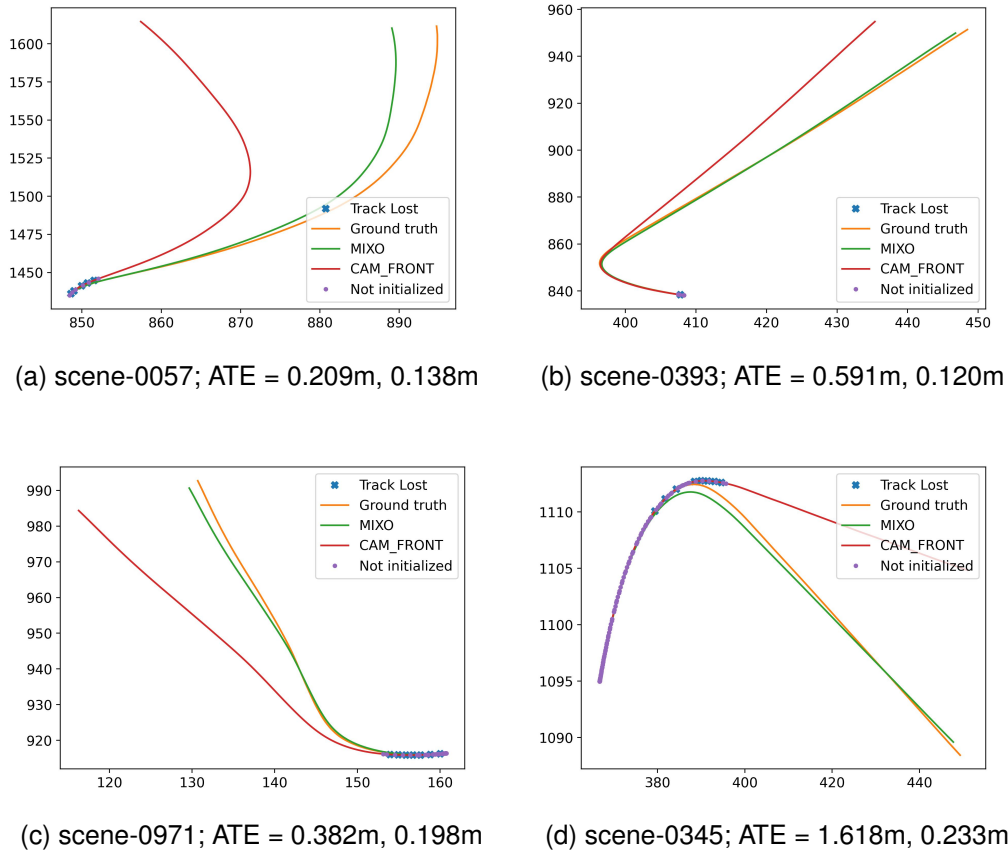 1600
1575
1550
1525
1500
1475
1450
850 860 870 880 890
Track Lost
Ground truth
MIXO
CAM_FRONT
Not initialized
(a) scene-0057; ATE = 0.209m, 0.138m
960
940
920
900
880
860
840
400 410 420 430 440 450
Track Lost
Ground truth
MIXO
CAM_FRONT
Not initialized
(b) scene-0393; ATE = 0.591m, 0.120m
990
980
970
960
950
940
930
920
120 130 140 150 160
Track Lost
Ground truth
MIXO
CAM_FRONT
Not initialized
(c) scene-0971; ATE = 0.382m, 0.198m
1110
1105
1100
1095
1090
380 400 420 440
Track Lost
Ground truth
MIXO
CAM_FRONT
Not initialized
(d) scene-0345; ATE = 1.618m, 0.233m